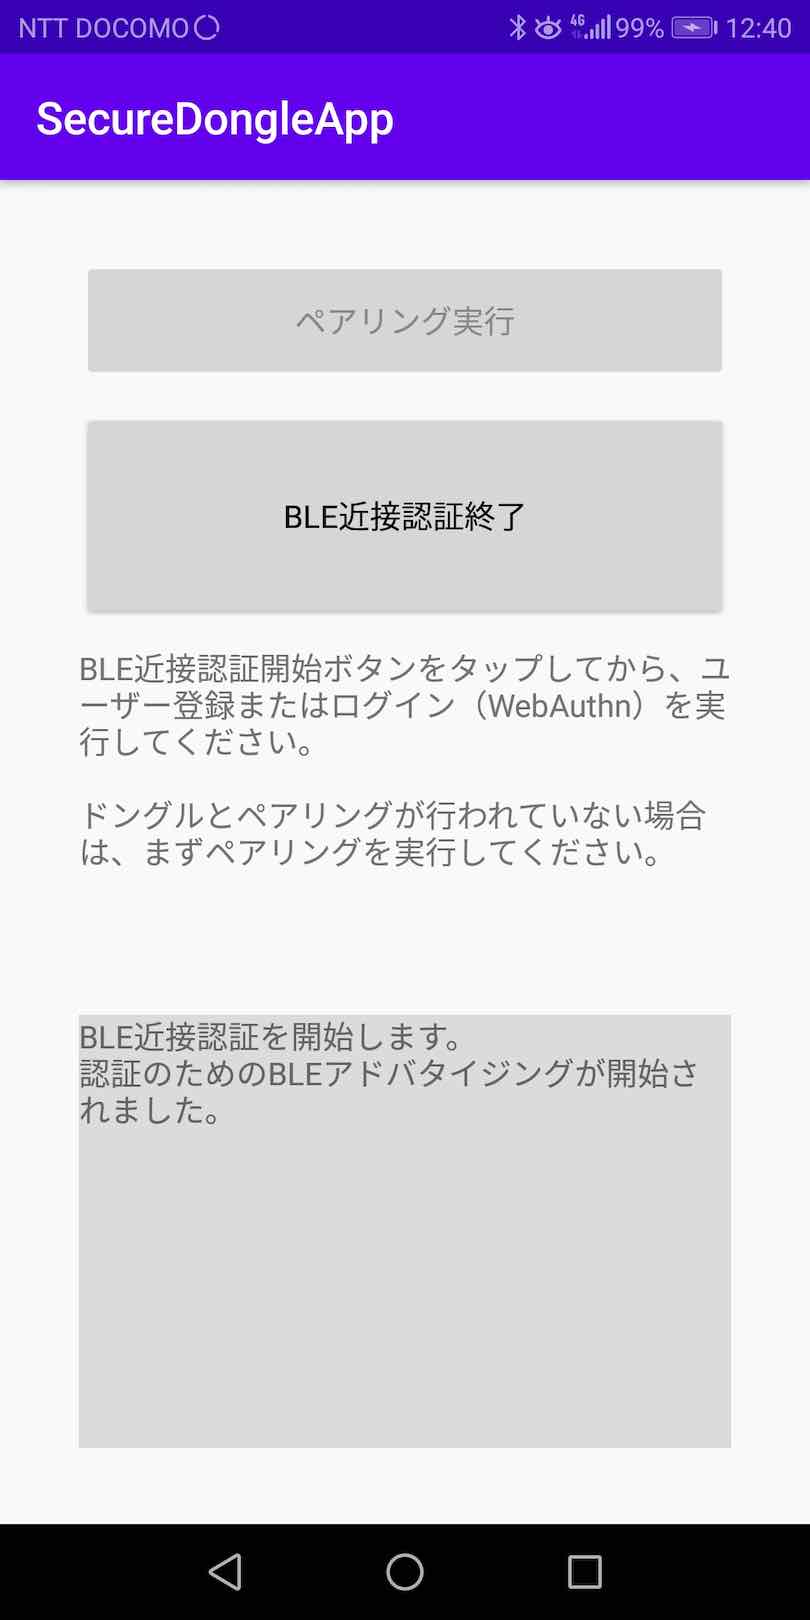 NTT DOCOMO 4G 99% 12:40
SecureDongleApp
ペアリング実行
BLE近接認証終了
BLE近接認証開始ボタンをタップしてから、ユ
ーザー登録またはログイン（WebAuthn）を実
行してください。
ドングルとペアリングが行われていない場合
は、まずペアリングを実行してください。
BLE近接認証を開始します。
認証のためのBLEアドバタイジングが開始さ
れました。